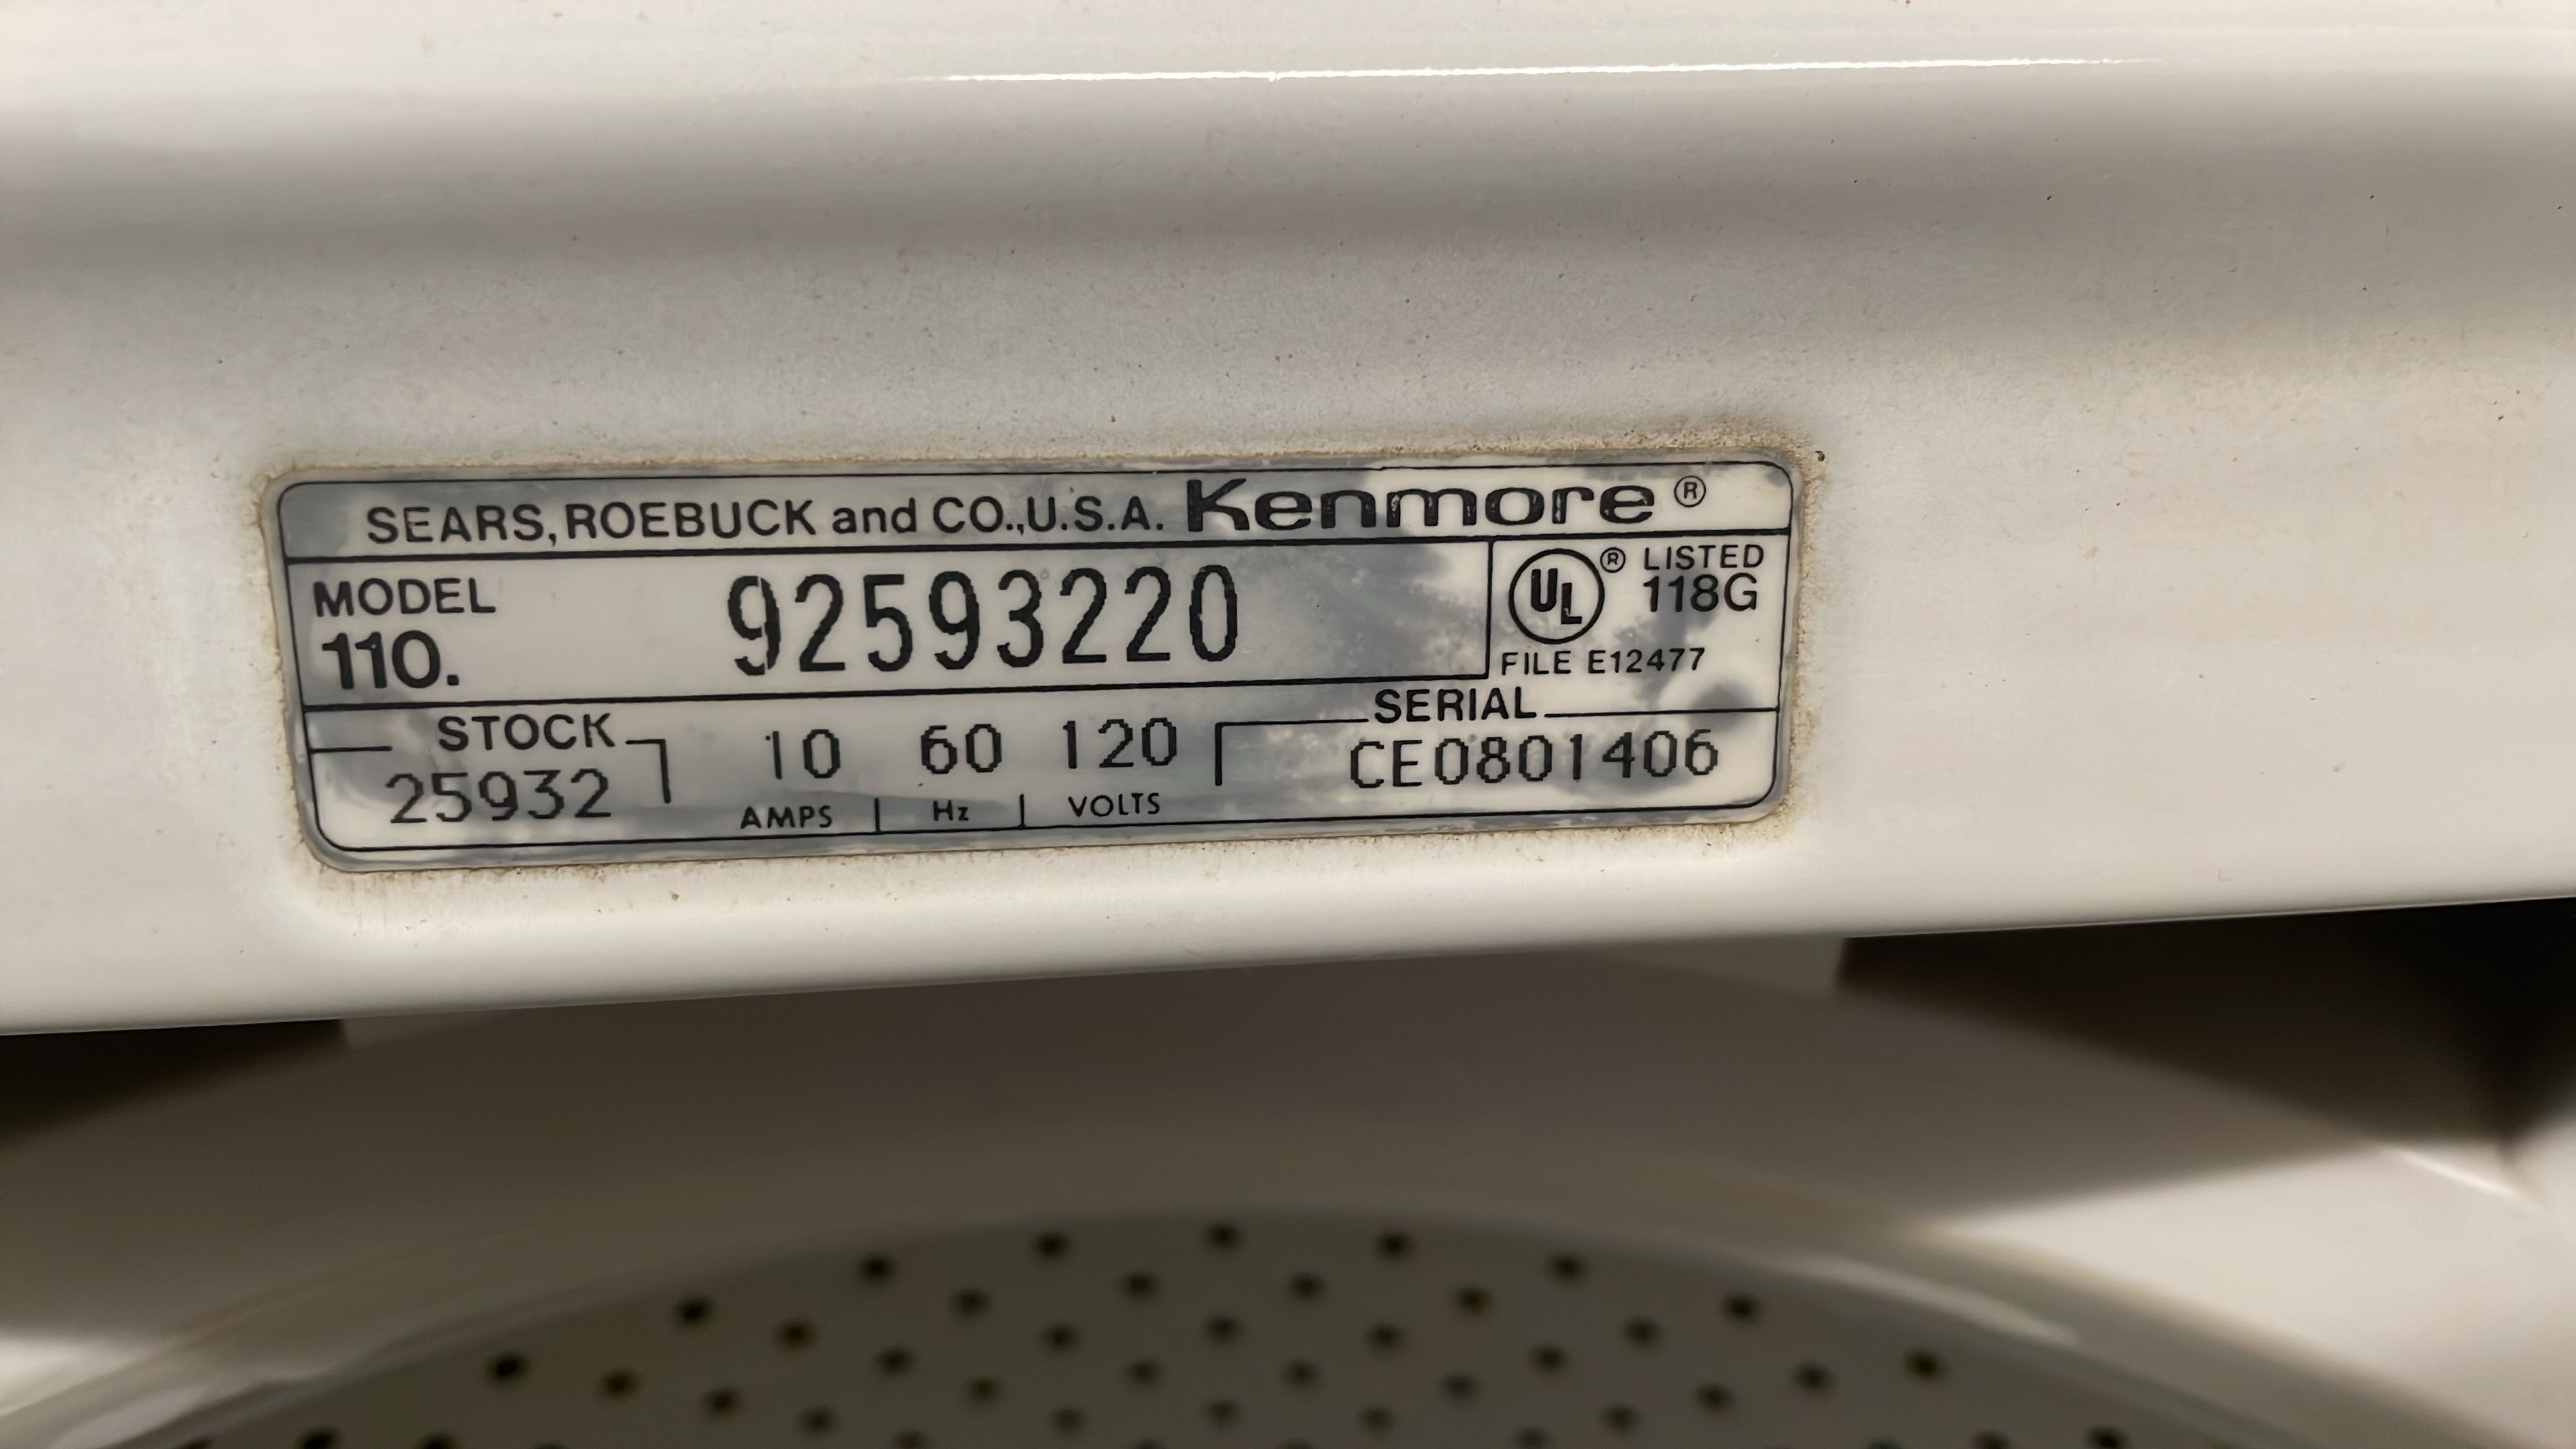 SEARS, ROEBUCK and CO., U.S.A. Kenmore ®
MODEL
110. 92593220
UL ® LISTED
118G
FILE E12477
STOCK
25932
10 60 120
AMPS Hz VOLTS
SERIAL
CE0801406